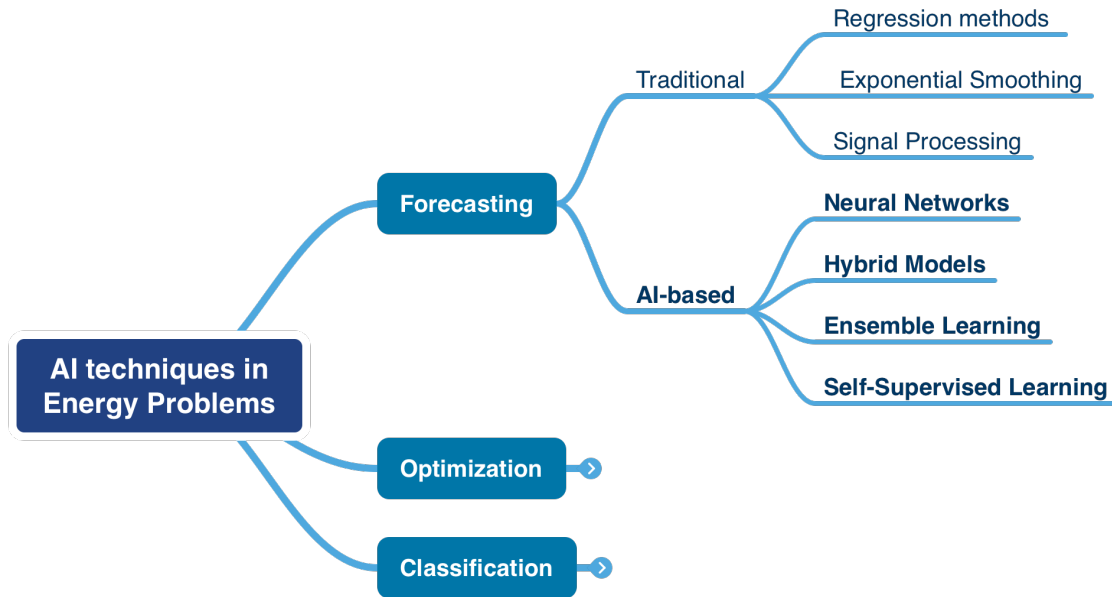 Regression methods
Traditional
Exponential Smoothing
Signal Processing
Forecasting
Neural Networks
Hybrid Models
AI-based
Ensemble Learning
Self-Supervised Learning
AI techniques in
Energy Problems
Optimization
Classification